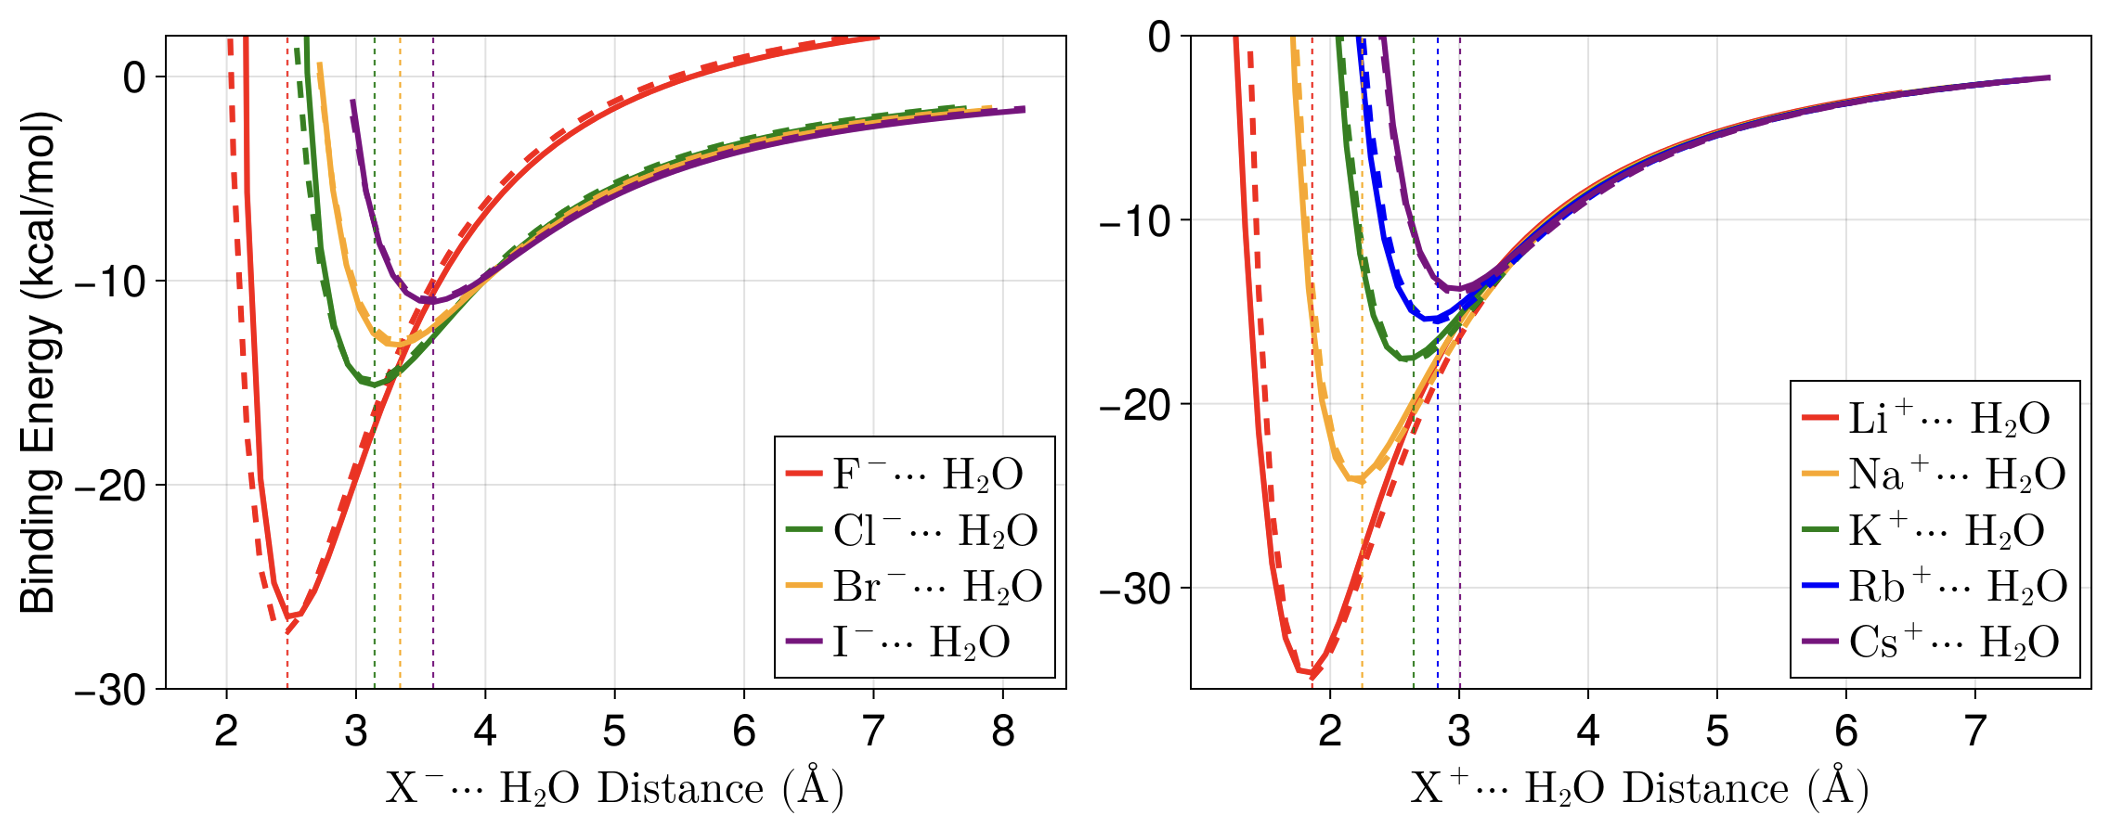 Binding Energy (kcal/mol)
0
−10
−20
−30
2 3 4 5 6 7 8
X⁻··· H₂O Distance (Å)
F⁻··· H₂O
Cl⁻··· H₂O
Br⁻··· H₂O
I⁻··· H₂O
0
−10
−20
−30
2 3 4 5 6 7
X⁺··· H₂O Distance (Å)
Li⁺··· H₂O
Na⁺··· H₂O
K⁺··· H₂O
Rb⁺··· H₂O
Cs⁺··· H₂O